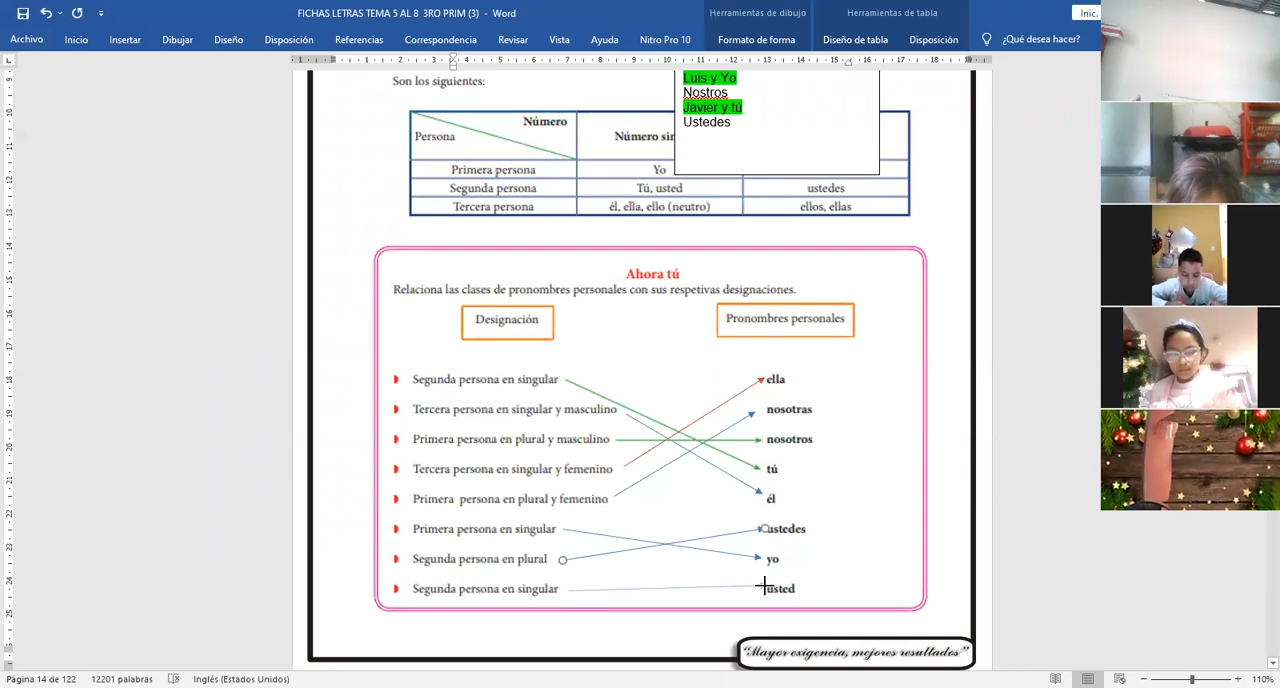 FICHAS LETRAS TEMA 5 AL 8 3RO PRIM (3) - Word
Herramientas de dibujo
Herramientas de tabla
Inic.
Archivo
Inicio
Insertar
Dibujar
Diseño
Disposición
Referencias
Correspondencia
Revisar
Vista
Ayuda
Nitro Pro 10
Formato de forma
Diseño de tabla
Disposición
¿Qué desea hacer?
Son los siguientes:
Luis y Yo
Nostros
Javier y tú
Ustedes
Número
Persona
Número sin
Primera persona
Yo
Segunda persona
Tú, usted
ustedes
Tercera persona
él, ella, ello (neutro)
ellos, ellas
Ahora tú
Relaciona las clases de pronombres personales con sus respetivas designaciones.
Designación
Pronombres personales
Segunda persona en singular
ella
Tercera persona en singular y masculino
nosotras
Primera persona en plural y masculino
nosotros
Tercera persona en singular y femenino
tú
Primera persona en plural y femenino
él
Primera persona en singular
ustedes
Segunda persona en plural
yo
Segunda persona en singular
usted
"Mayor exigencia, mejores resultados"
Página 14 de 122
12201 palabras
Inglés (Estados Unidos)
110%